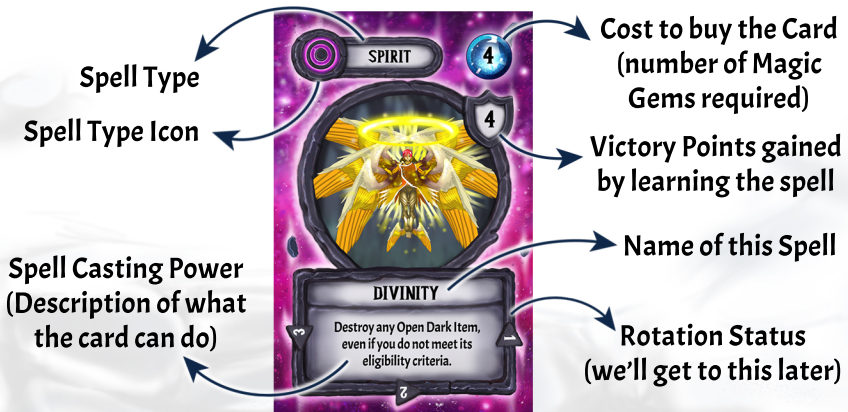 Spell Type
Spell Type Icon
Spell Casting Power
(Description of what
the card can do)
SPIRIT
4
4
DIVINITY
Destroy any Open Dark Item,
even if you do not meet its
eligibility criteria.
3
1
2
Cost to buy the Card
(number of Magic
Gems required)
Victory Points gained
by learning the spell
Name of this Spell
Rotation Status
(we'll get to this later)